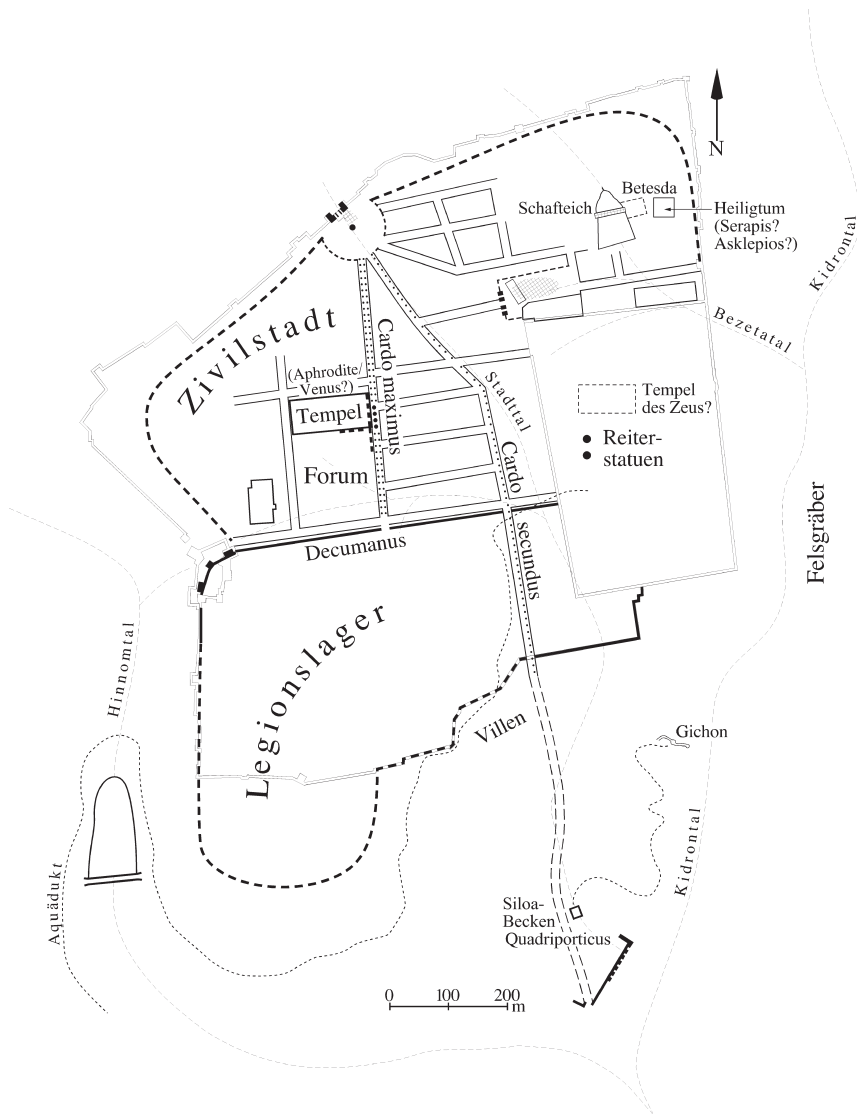 N
Betesda
Schafteich
Heiligtum
(Serapis?
Asklepios?)
Kidrontal
Bezetatal
Zivilstadt
Cardo maximus
(Aphrodite/
Venus?)
Tempel
Stadttal
Tempel
des Zeus?
Reiter-
statuen
Forum
Cardo
secundus
Felsgräber
Decumanus
Hinnomtal
Legionslager
Villen
Gichon
Kidrontal
Aquädukt
Siloa-
Becken
Quadriporticus
0 100 200
m